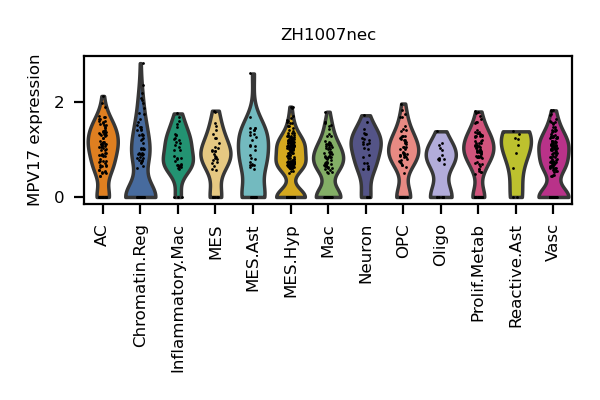 ZH1007nec
MPV17 expression
2
0
AC
Chromatin.Reg
Inflammatory.Mac
MES
MES.Ast
MES.Hyp
Mac
Neuron
OPC
Oligo
Prolif.Metab
Reactive.Ast
Vasc